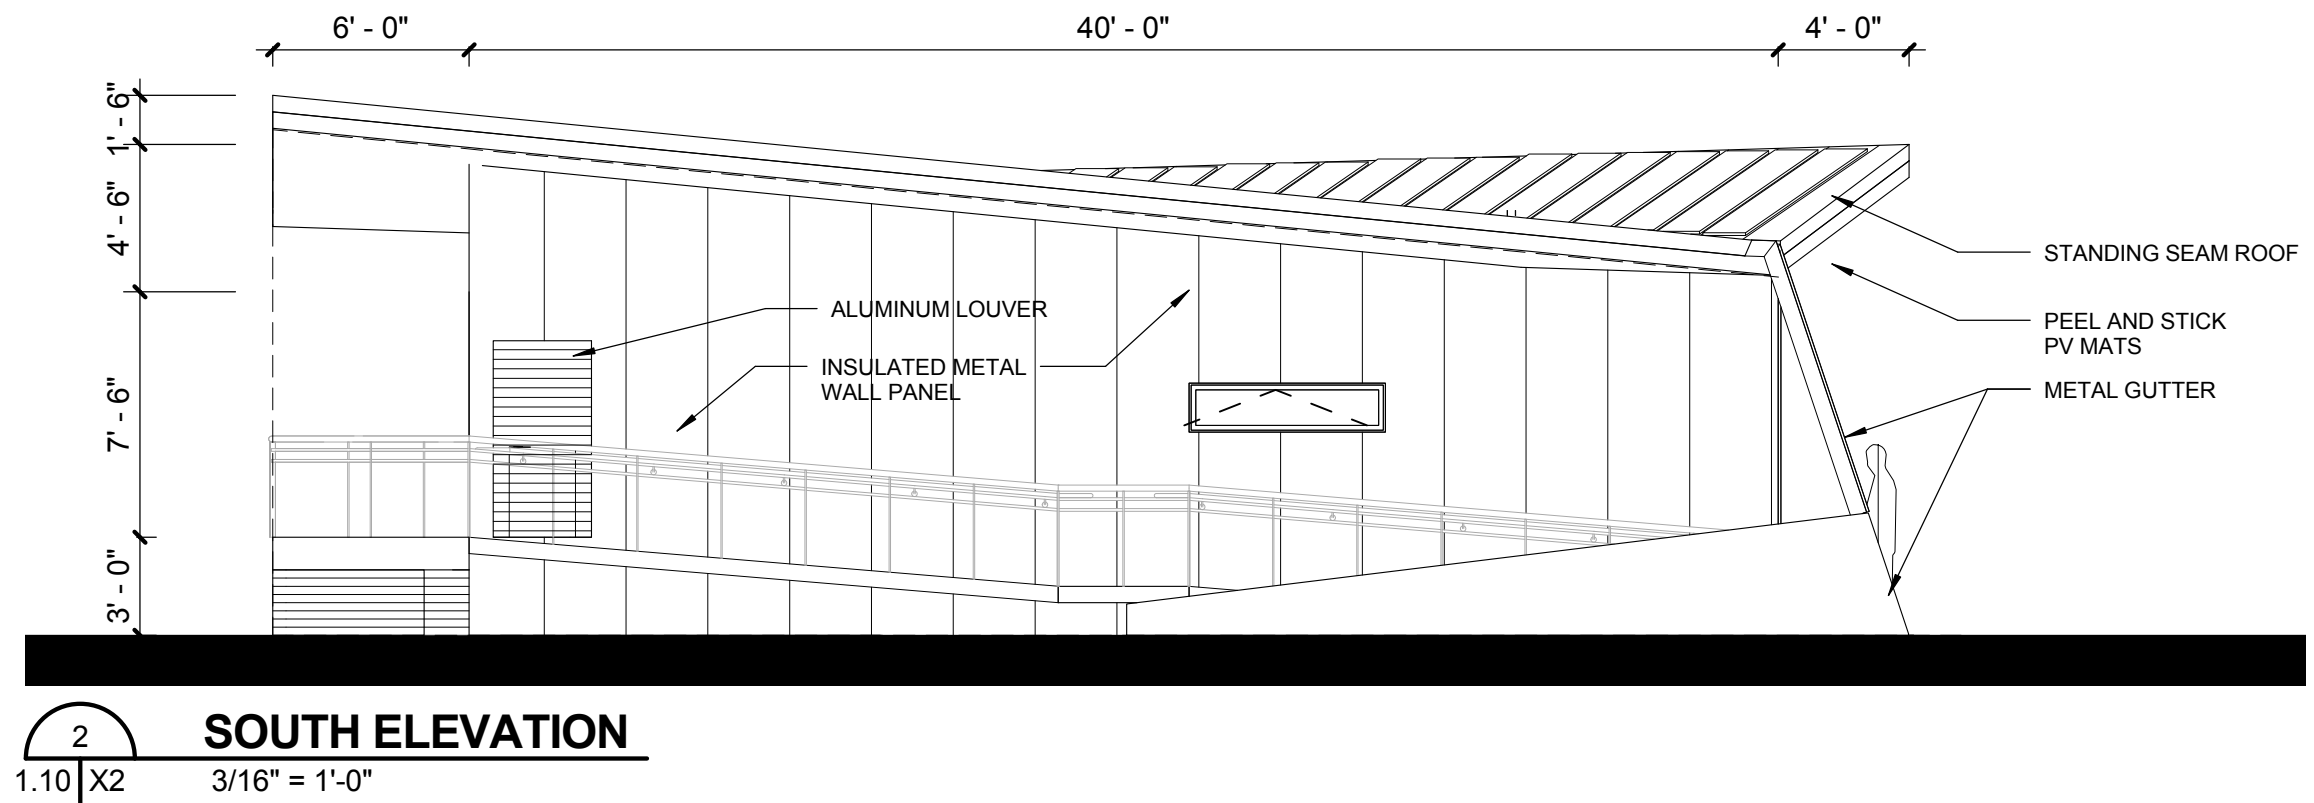 6' - 0"
40' - 0"
4' - 0"
1' - 6"
4' - 6"
7' - 6"
3' - 0"
ALUMINUM LOUVER
INSULATED METAL
WALL PANEL
STANDING SEAM ROOF
PEEL AND STICK
PV MATS
METAL GUTTER
2
SOUTH ELEVATION
1.10 X2
3/16" = 1'-0"